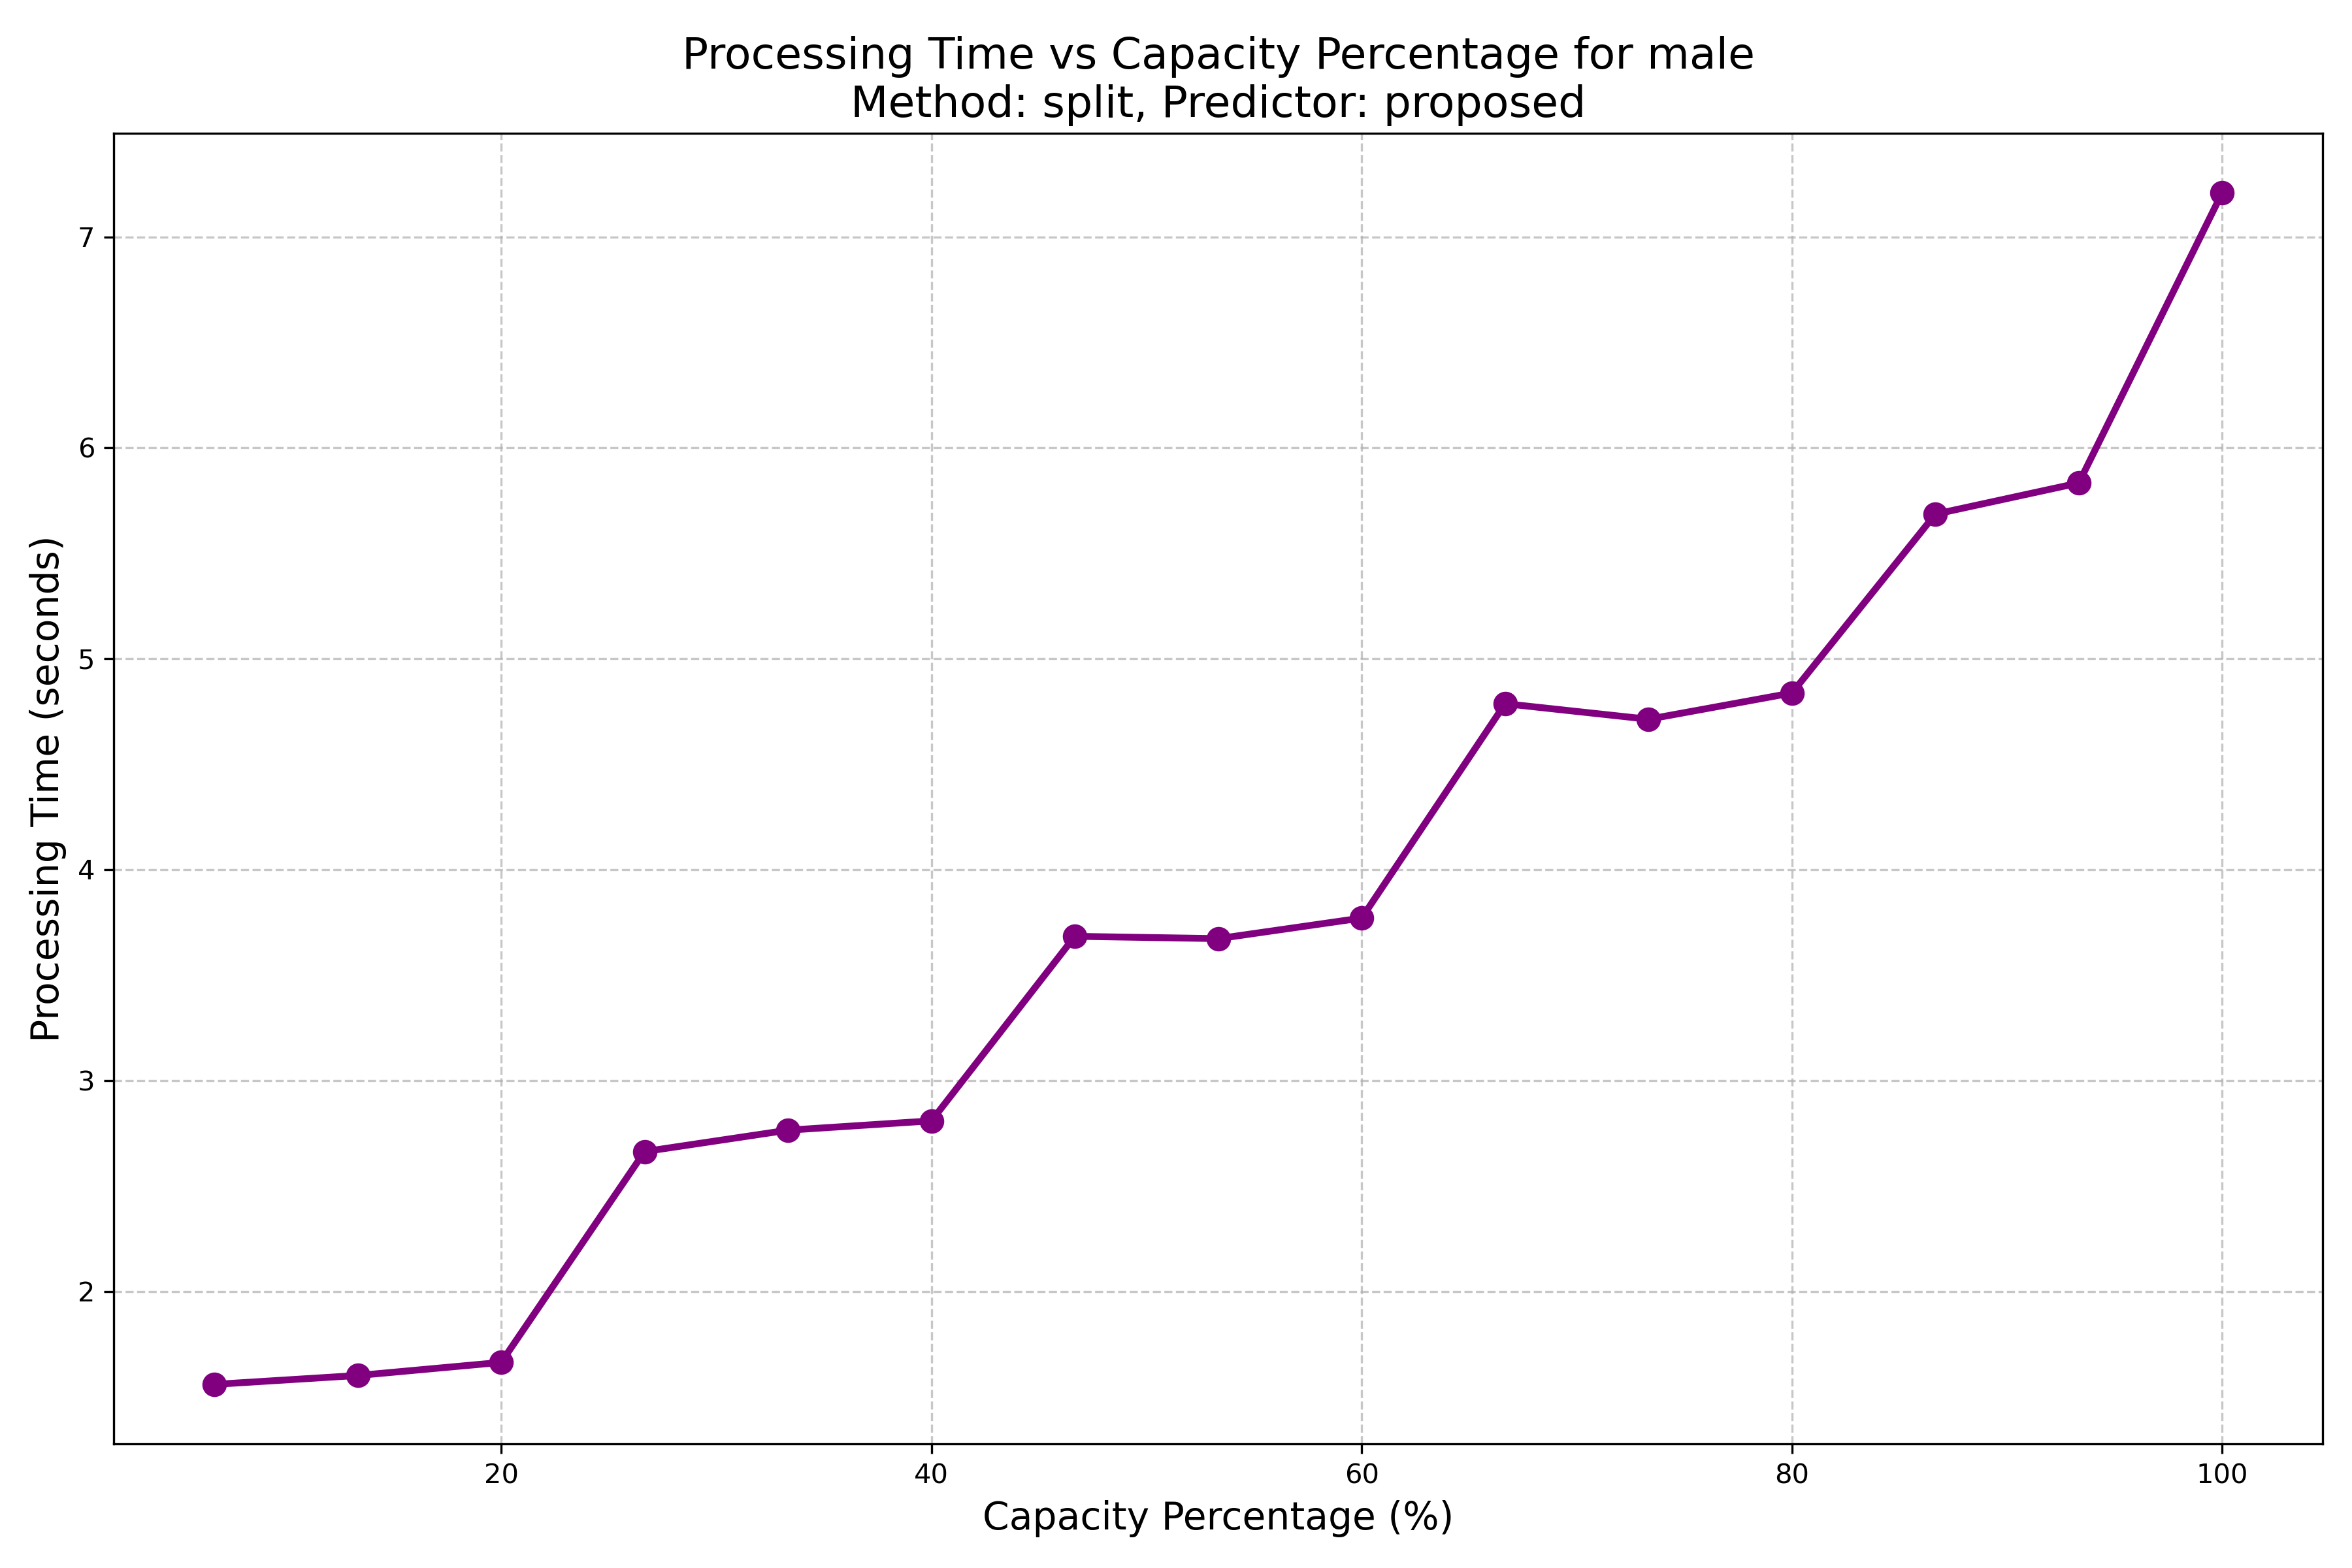 Processing Time vs Capacity Percentage for male
Method: split, Predictor: proposed
Processing Time (seconds)
7
6
5
4
3
2
20 40 60 80 100
Capacity Percentage (%)